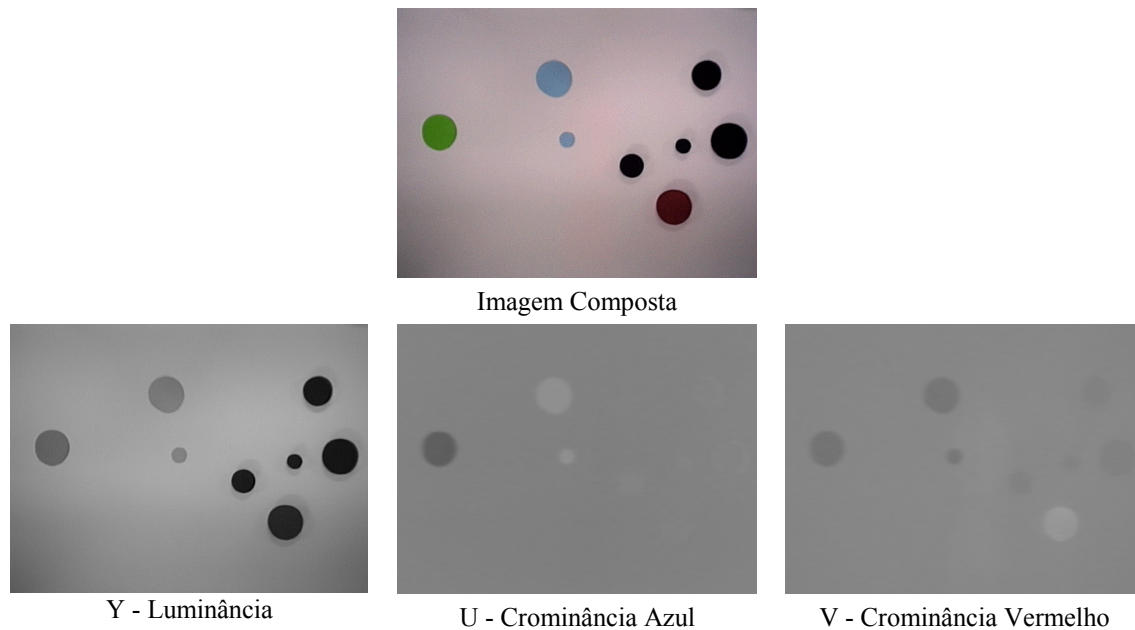 Imagem Composta
Y - Luminância
U - Crominância Azul
V - Crominância Vermelho